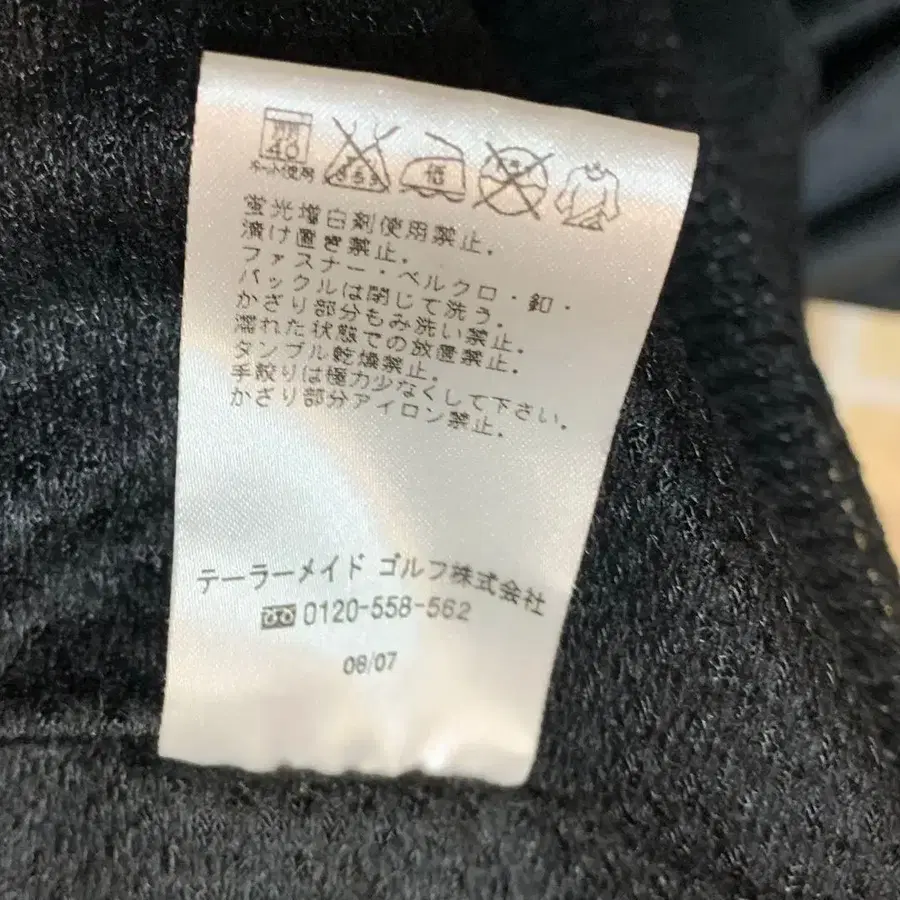 40
ネット使用
低
蛍光増白剤使用禁止.
漬け置き禁止.
ファスナー・ベルクロ・釦・
バックルは閉じて洗う.
かざり部分もみ洗い禁止.
濡れた状態での放置禁止.
タンブル乾燥禁止.
手絞りは極力少なくして下さい.
かざり部分アイロン禁止.
テーラーメイド ゴルフ株式会社
0120-558-562
08/07